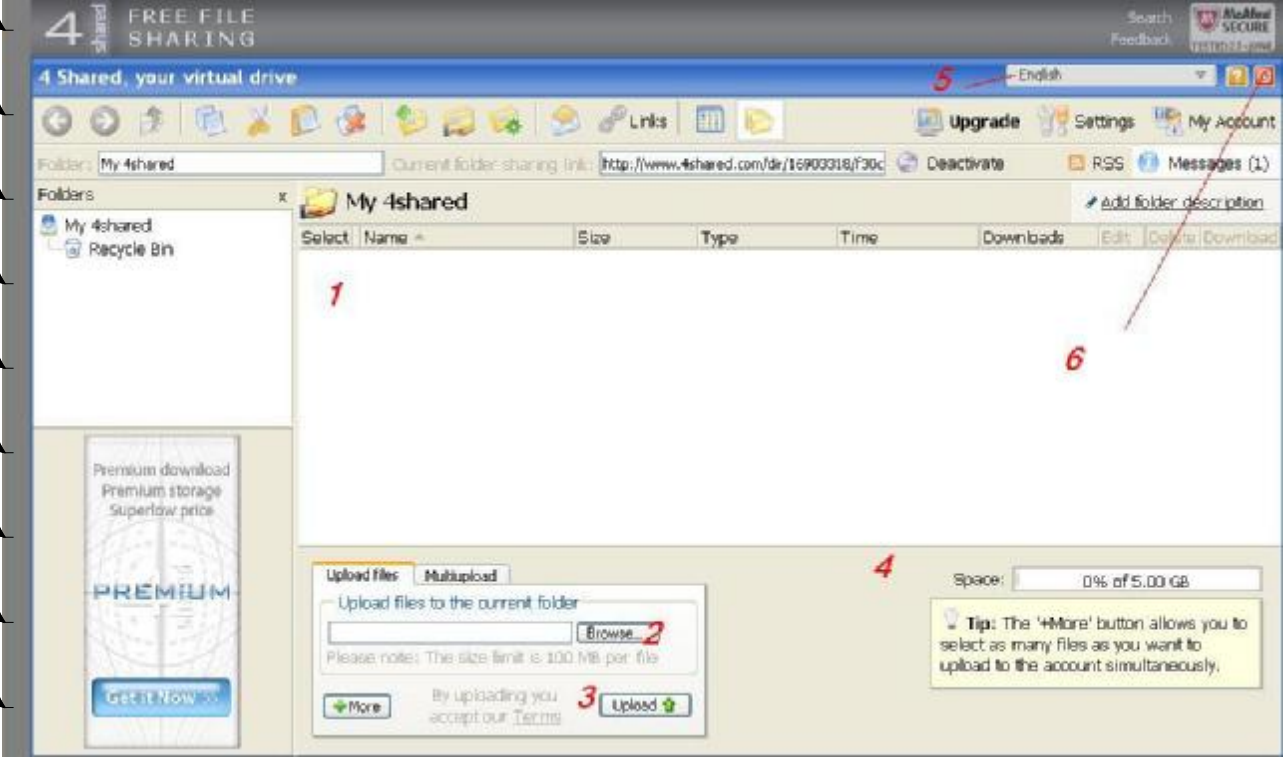 4 shared FREE FILE SHARING
Search
Feedback
McAfee SECURE
4 Shared, your virtual drive
5
English
Links
Upgrade
Settings
My Account
Folder: My 4shared
Current folder sharing link: http://www.4shared.com/dir/16903318/f30c
Deactivate
RSS
Messages (1)
Folders x
My 4shared
Recycle Bin
My 4shared
Add folder description
Select Name Size Type Time Downloads Edit Delete Download
1
6
Premium download
Premium storage
Superlow price
PREMIUM
Get it Now >>
Upload files Multiupload
Upload files to the current folder
Browse... 2
Please note: The size limit is 100 MB per file
More
By uploading you
accept our Terms
3 Upload
4
Space: 0% of 5.00 GB
Tip: The '+More' button allows you to
select as many files as you want to
upload to the account simultaneously.